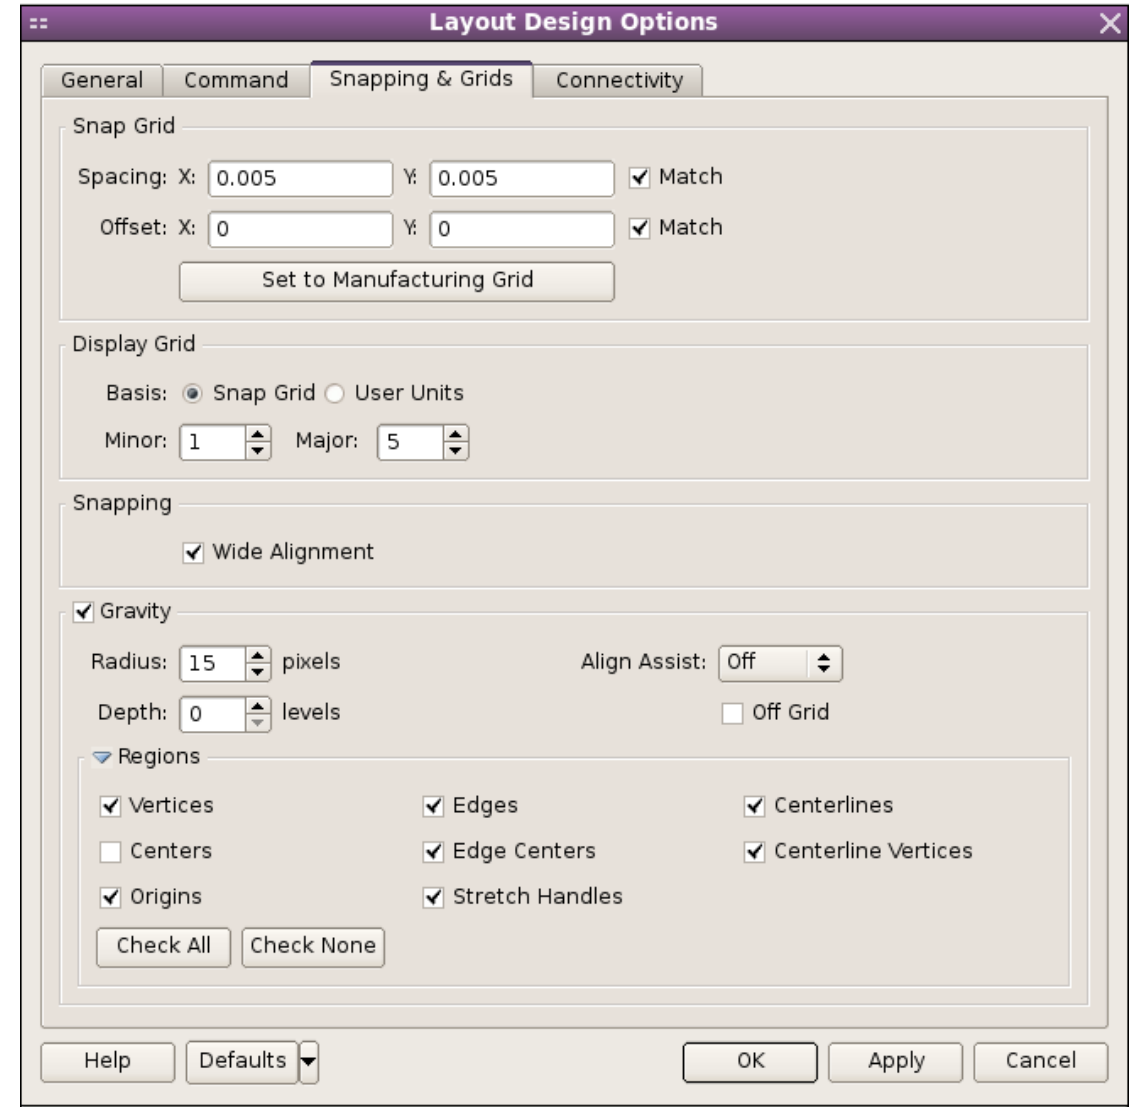 Layout Design Options
General Command Snapping & Grids Connectivity
Snap Grid
Spacing: X: 0.005 Y: 0.005 Match
Offset: X: 0 Y: 0 Match
Set to Manufacturing Grid
Display Grid
Basis: Snap Grid User Units
Minor: 1 Major: 5
Snapping
Wide Alignment
Gravity
Radius: 15 pixels Align Assist: Off
Depth: 0 levels Off Grid
Regions
Vertices Edges Centerlines
Centers Edge Centers Centerline Vertices
Origins Stretch Handles
Check All Check None
Help Defaults OK Apply Cancel